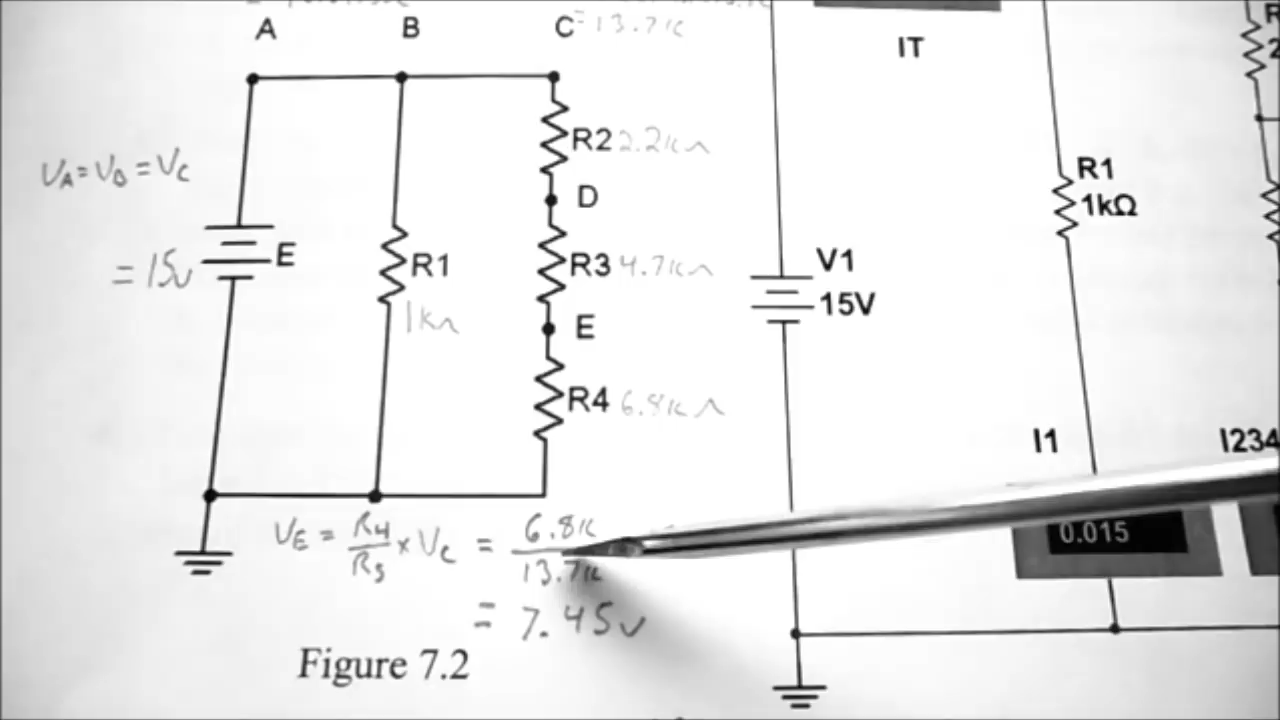 A B C = 13.7K
IT
R2 2.2KΩ
VA = VB = VC
R1
1kΩ
D
E
= 15V
R1
1KΩ
R3 4.7KΩ
V1
15V
E
R4 6.8KΩ
I1 I234
VE = R4/R5 × VC = 6.8K/13.7K
0.015
= 7.45V
Figure 7.2